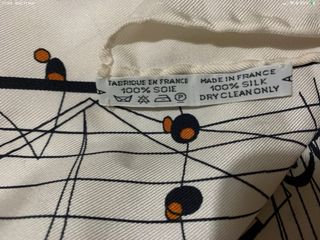 FABRIQUE EN FRANCE
100% SOIE
MADE IN FRANCE
100% SILK
DRY CLEAN ONLY